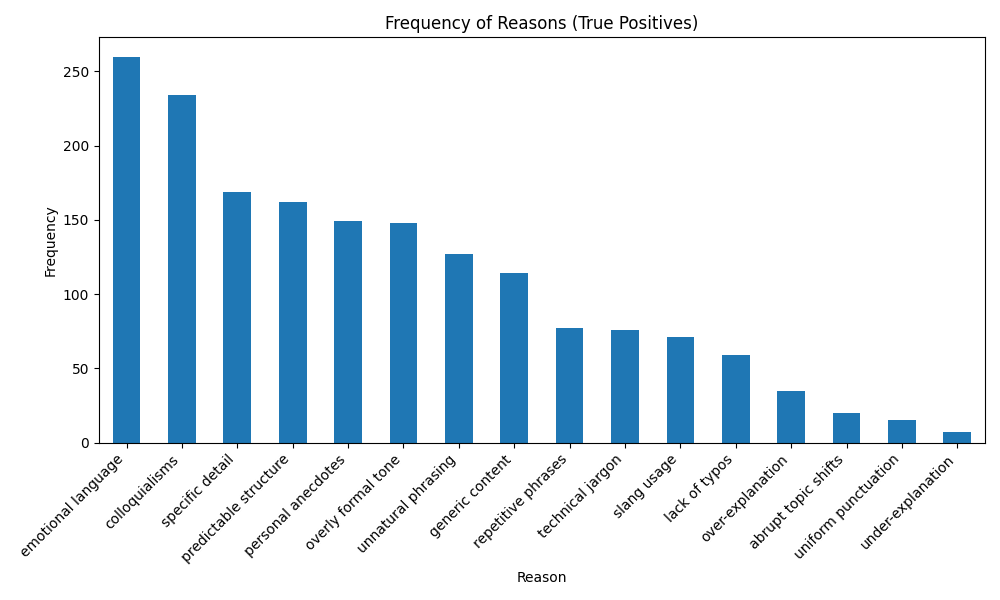 Frequency of Reasons (True Positives)
250
200
150
100
50
0
Frequency
emotional language
colloquialisms
specific detail
predictable structure
personal anecdotes
overly formal tone
unnatural phrasing
generic content
repetitive phrases
technical jargon
slang usage
lack of typos
over-explanation
abrupt topic shifts
uniform punctuation
under-explanation
Reason